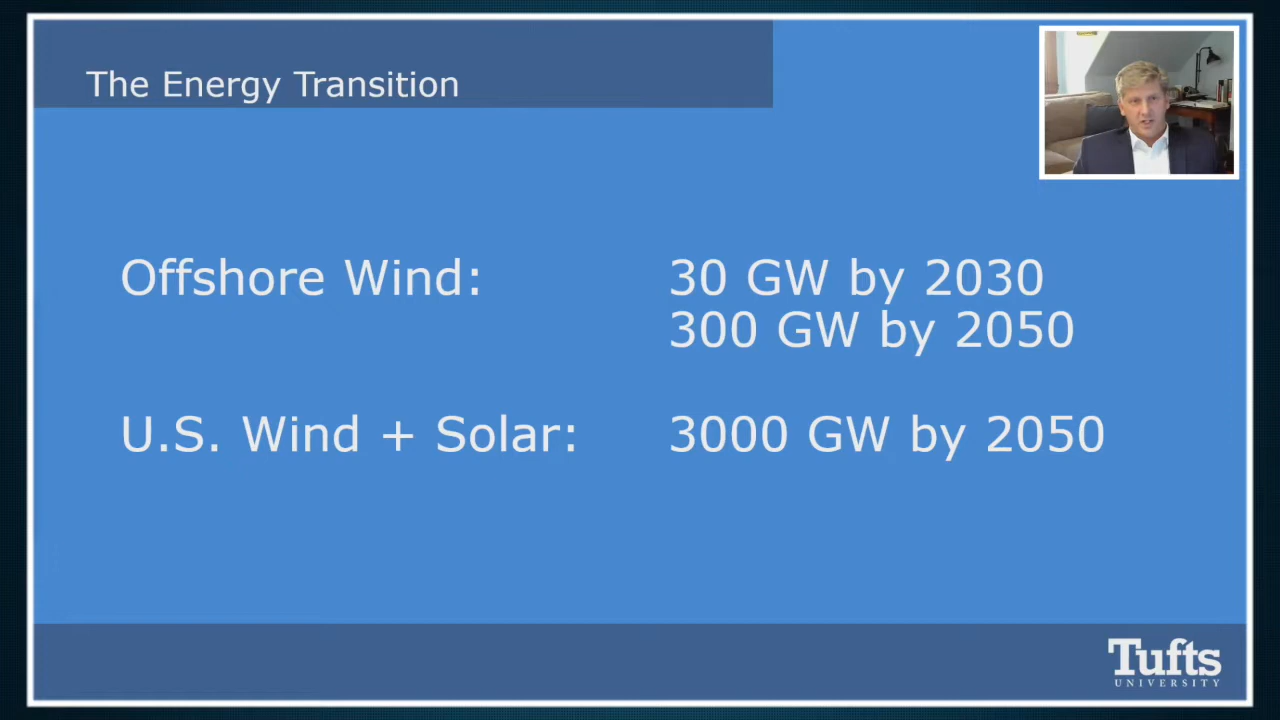 The Energy Transition
Offshore Wind: 30 GW by 2030
300 GW by 2050
U.S. Wind + Solar: 3000 GW by 2050
Tufts
UNIVERSITY